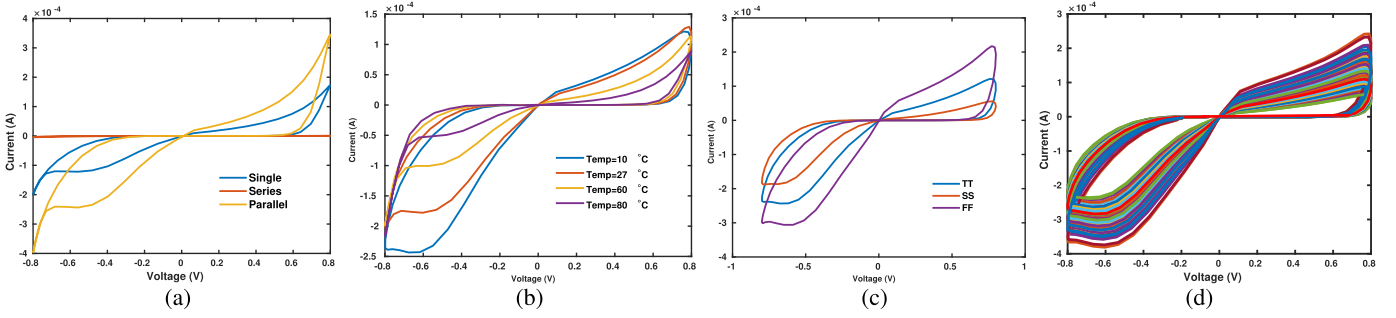 ×10⁻⁴
4
3
2
1
0
-1
-2
-3
-4
-0.8 -0.6 -0.4 -0.2 0 0.2 0.4 0.6 0.8
Current (A)
Voltage (V)
Single
Series
Parallel
(a)
×10⁻⁴
1.5
1
0.5
0
-0.5
-1
-1.5
-2
-2.5
-0.8 -0.6 -0.4 -0.2 0 0.2 0.4 0.6 0.8
Current (A)
Voltage (V)
Temp=10 °C
Temp=27 °C
Temp=60 °C
Temp=80 °C
(b)
×10⁻⁴
3
2
1
0
-1
-2
-3
-4
-1 -0.5 0 0.5 1
Current (A)
Voltage (V)
TT
SS
FF
(c)
×10⁻⁴
3
2
1
0
-1
-2
-3
-4
-0.8 -0.6 -0.4 -0.2 0 0.2 0.4 0.6 0.8
Current (A)
Voltage (V)
(d)